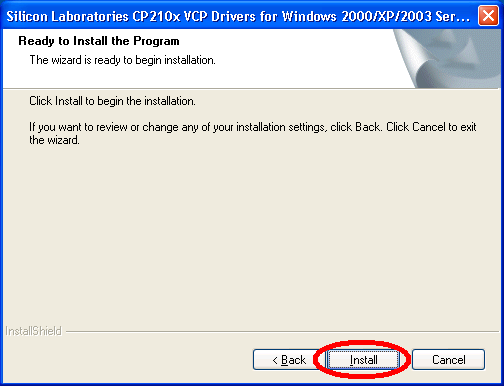 Silicon Laboratories CP210x VCP Drivers for Windows 2000/XP/2003 Ser...
Ready to Install the Program
The wizard is ready to begin installation.
Click Install to begin the installation.
If you want to review or change any of your installation settings, click Back. Click Cancel to exit
the wizard.
InstallShield
< Back Install Cancel